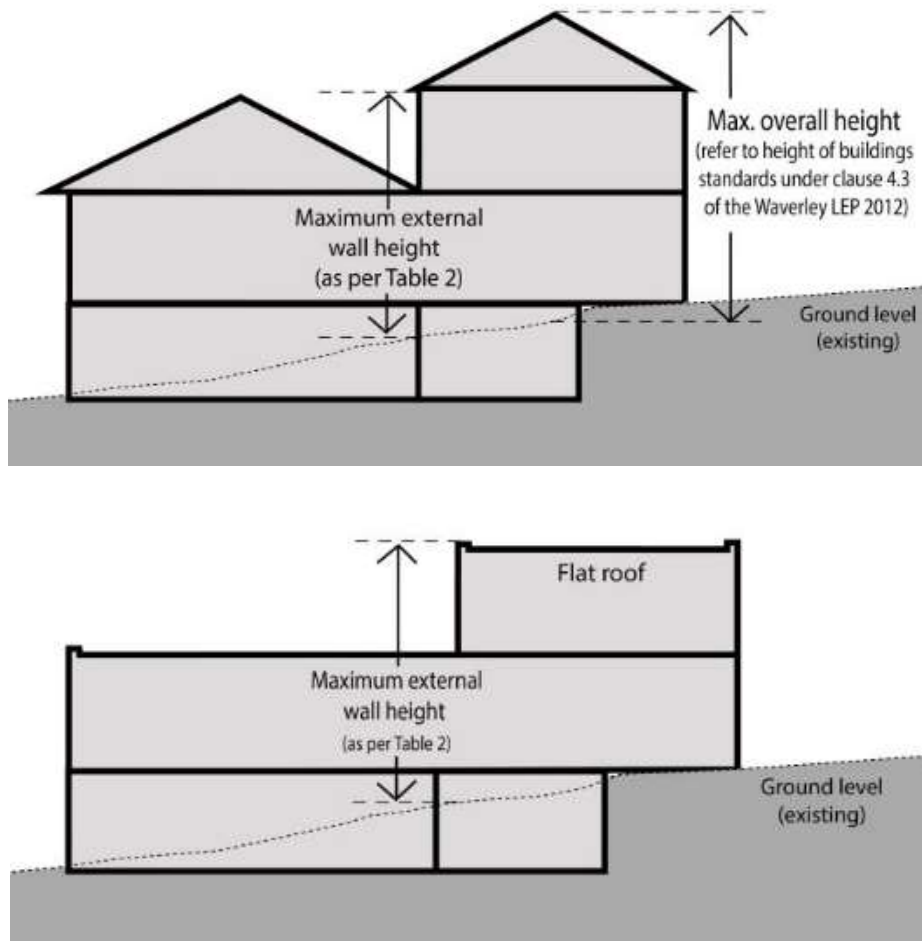 Max. overall height
(refer to height of buildings
standards under clause 4.3
of the Waverley LEP 2012)
Maximum external
wall height
(as per Table 2)
Ground level
(existing)
Flat roof
Maximum external
wall height
(as per Table 2)
Ground level
(existing)